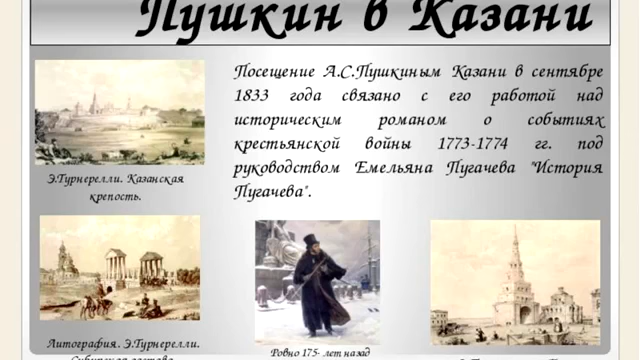 Пушкин в Казани
Посещение А.С.Пушкиным Казани в сентябре
1833 года связано с его работой над
историческим романом о событиях
крестьянской войны 1773-1774 гг. под
руководством Емельяна Пугачева "История
Пугачева".
Э.Турнерелли. Казанская
крепость.
Литография. Э.Турнерелли.
Ровно 175- лет назад